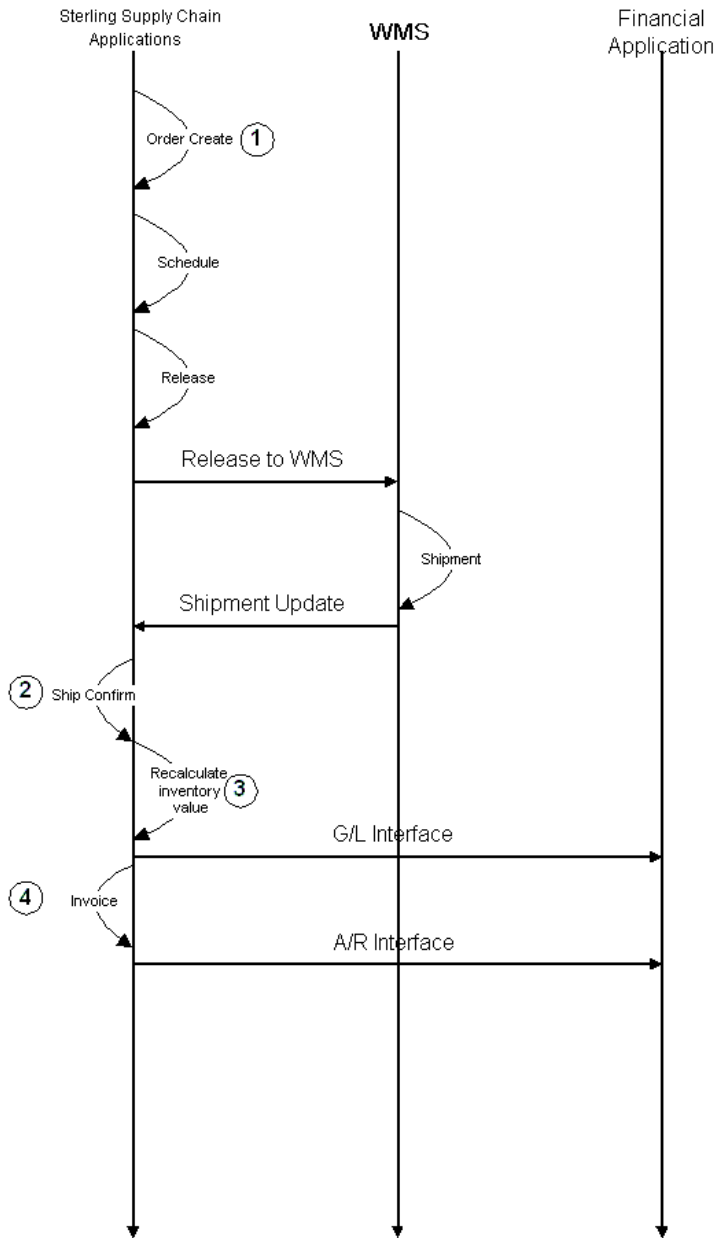 Sterling Supply Chain
Applications
WMS
Financial
Application
Order Create 1
Schedule
Release
Release to WMS
Shipment
Shipment Update
2 Ship Confirm
Recalculate
inventory
value
3
G/L Interface
4
Invoice
A/R Interface